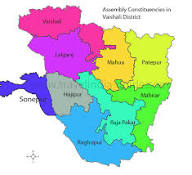 Assembly Constituencies in
Vaishali District
Vaishali
Lalganj
Mahua
Patepur
Sonepur
Hajipur
Mahnar
Raja Pakar
Raghopur